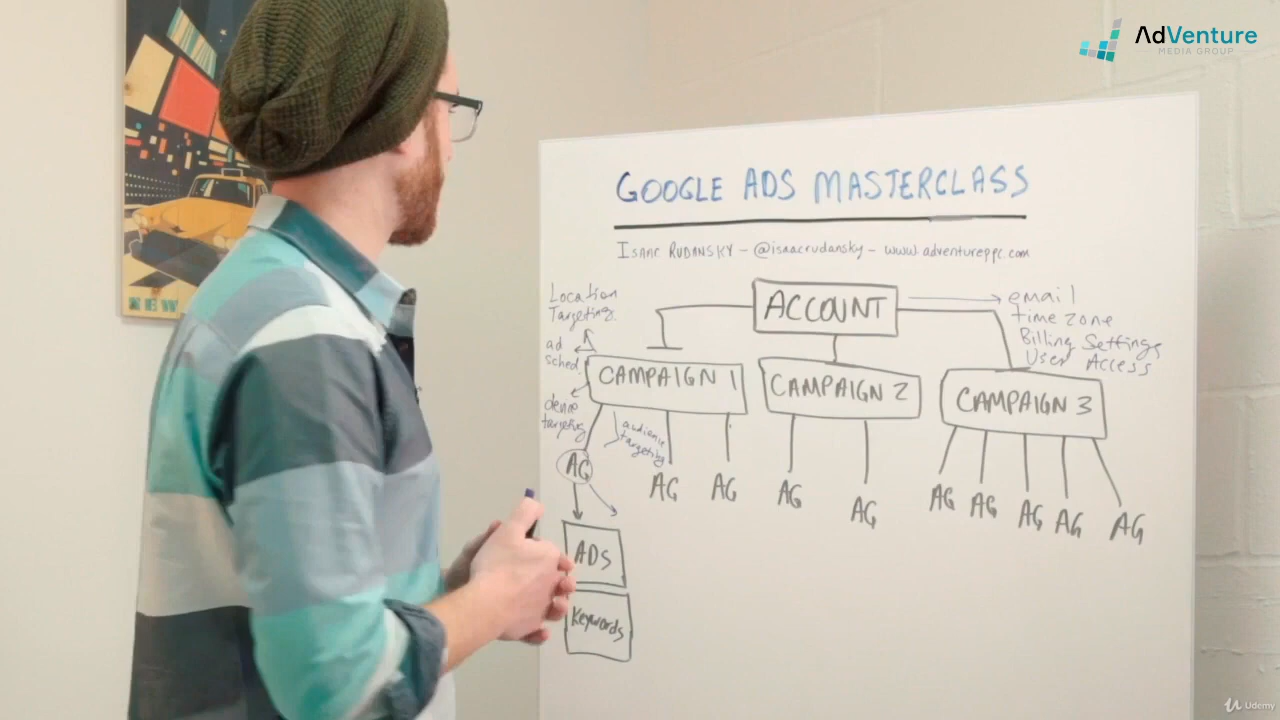 AdVenture
MEDIA GROUP
NEW
GOOGLE ADS MASTERCLASS
ISAAC RUDANSKY - @isaacrudansky - www.adventureppc.com
Location
Targeting
ACCOUNT
email
time zone
Billing Settings
User Access
ad
sched.
CAMPAIGN 1
CAMPAIGN 2
CAMPAIGN 3
targeting
audience
targeting
AG
AG
AG
AG
AG
AG
AG
AG
AG
AG
ADS
Keywords
Udemy